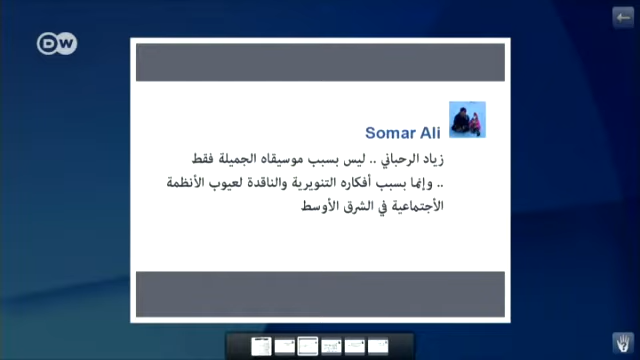 DW
Somar Ali
زياد الرحباني .. ليس بسبب موسيقاه الجميلة فقط
.. وإنما بسبب أفكاره التنويرية والناقدة لعيوب الأنظمة
الأجتماعية في الشرق الأوسط